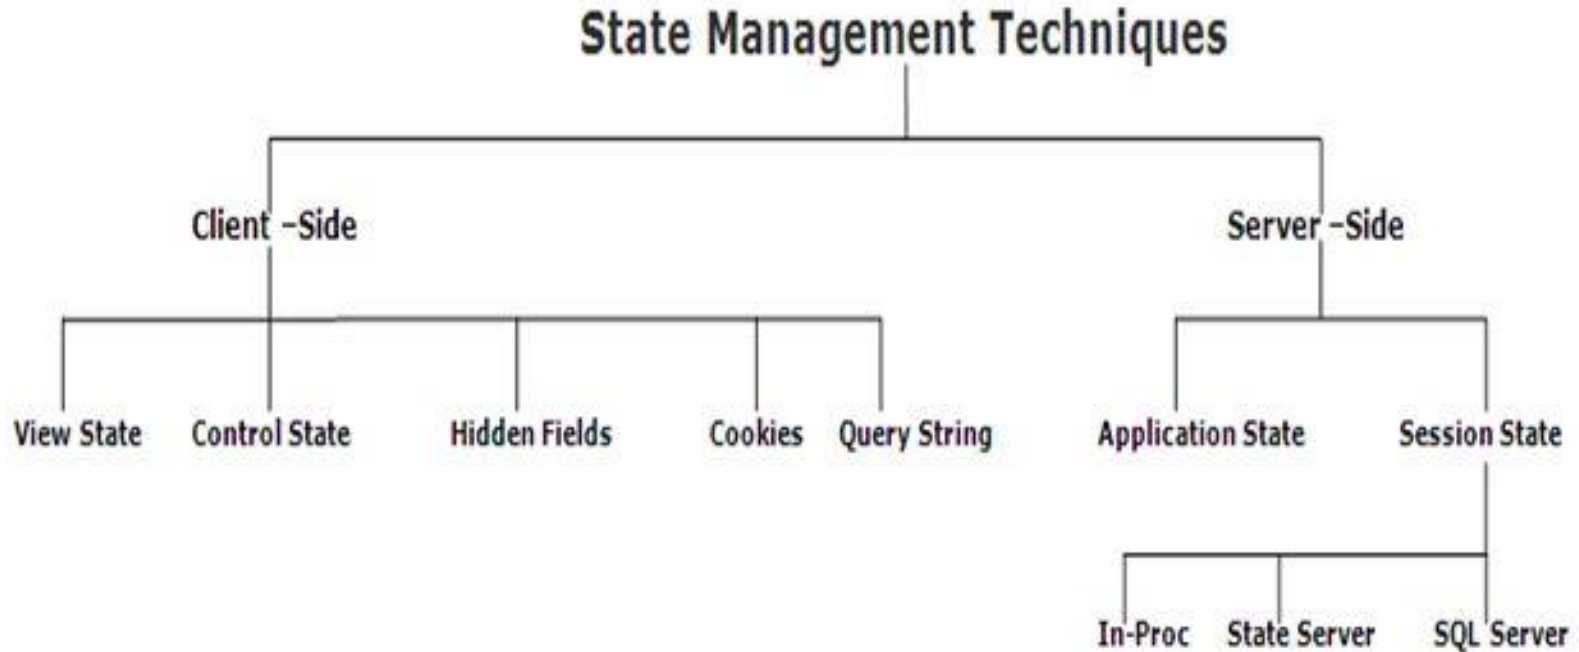 State Management Techniques
Client -Side
Server -Side
View State
Control State
Hidden Fields
Cookies
Query String
Application State
Session State
In-Proc
State Server
SQL Server